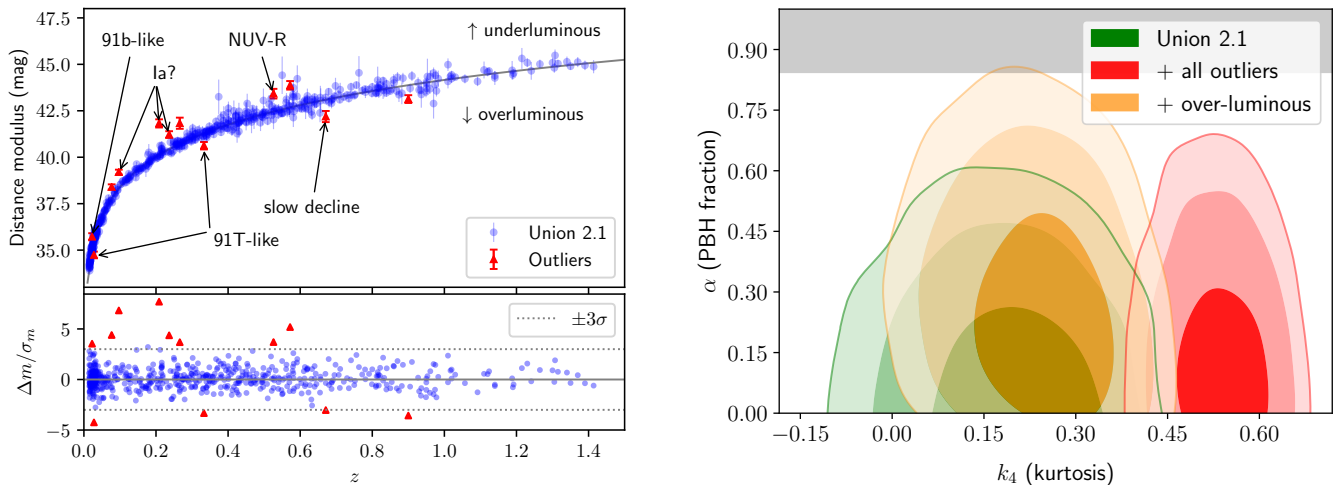 45.0
42.5
40.0
37.5
35.0
Distance modulus (mag)
91b-like
Ia?
NUV-R
↑ underluminous
↓ overluminous
slow decline
91T-like
Union 2.1
Outliers
5
0
−5
Δm/σm
±3σ
0.0 0.2 0.4 0.6 0.8 1.0 1.2 1.4
z
0.90
0.75
0.60
0.45
0.30
0.15
0.00
α (PBH fraction)
Union 2.1
+ all outliers
+ over-luminous
−0.15 0.00 0.15 0.30 0.45 0.60
k4 (kurtosis)